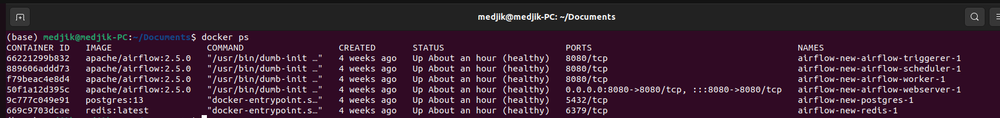 medjik@medjik-PC: ~/Documents
(base) medjik@medjik-PC:~/Documents$ docker ps
CONTAINER ID   IMAGE                  COMMAND                  CREATED       STATUS                       PORTS                                       NAMES
66221299b832   apache/airflow:2.5.0   "/usr/bin/dumb-init …"   4 weeks ago   Up About an hour (healthy)   8080/tcp                                    airflow-new-airflow-triggerer-1
889606addd73   apache/airflow:2.5.0   "/usr/bin/dumb-init …"   4 weeks ago   Up About an hour (healthy)   8080/tcp                                    airflow-new-airflow-scheduler-1
f79beac4e8d4   apache/airflow:2.5.0   "/usr/bin/dumb-init …"   4 weeks ago   Up About an hour (healthy)   8080/tcp                                    airflow-new-airflow-worker-1
50f1a12d395c   apache/airflow:2.5.0   "/usr/bin/dumb-init …"   4 weeks ago   Up About an hour (healthy)   0.0.0.0:8080->8080/tcp, :::8080->8080/tcp   airflow-new-airflow-webserver-1
9c777c049e91   postgres:13            "docker-entrypoint.s…"   4 weeks ago   Up About an hour (healthy)   5432/tcp                                    airflow-new-postgres-1
669c9703dcae   redis:latest           "docker-entrypoint.s…"   4 weeks ago   Up About an hour (healthy)   6379/tcp                                    airflow-new-redis-1